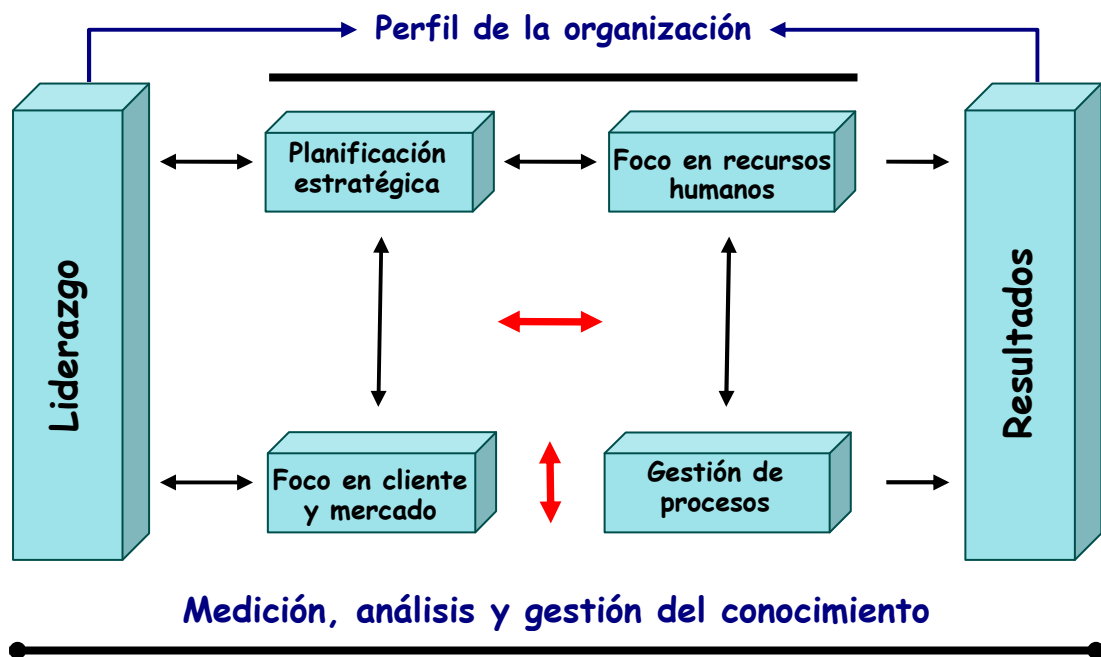 Perfil de la organización
Liderazgo
Planificación
estratégica
Foco en recursos
humanos
Foco en cliente
y mercado
Gestión de
procesos
Resultados
Medición, análisis y gestión del conocimiento